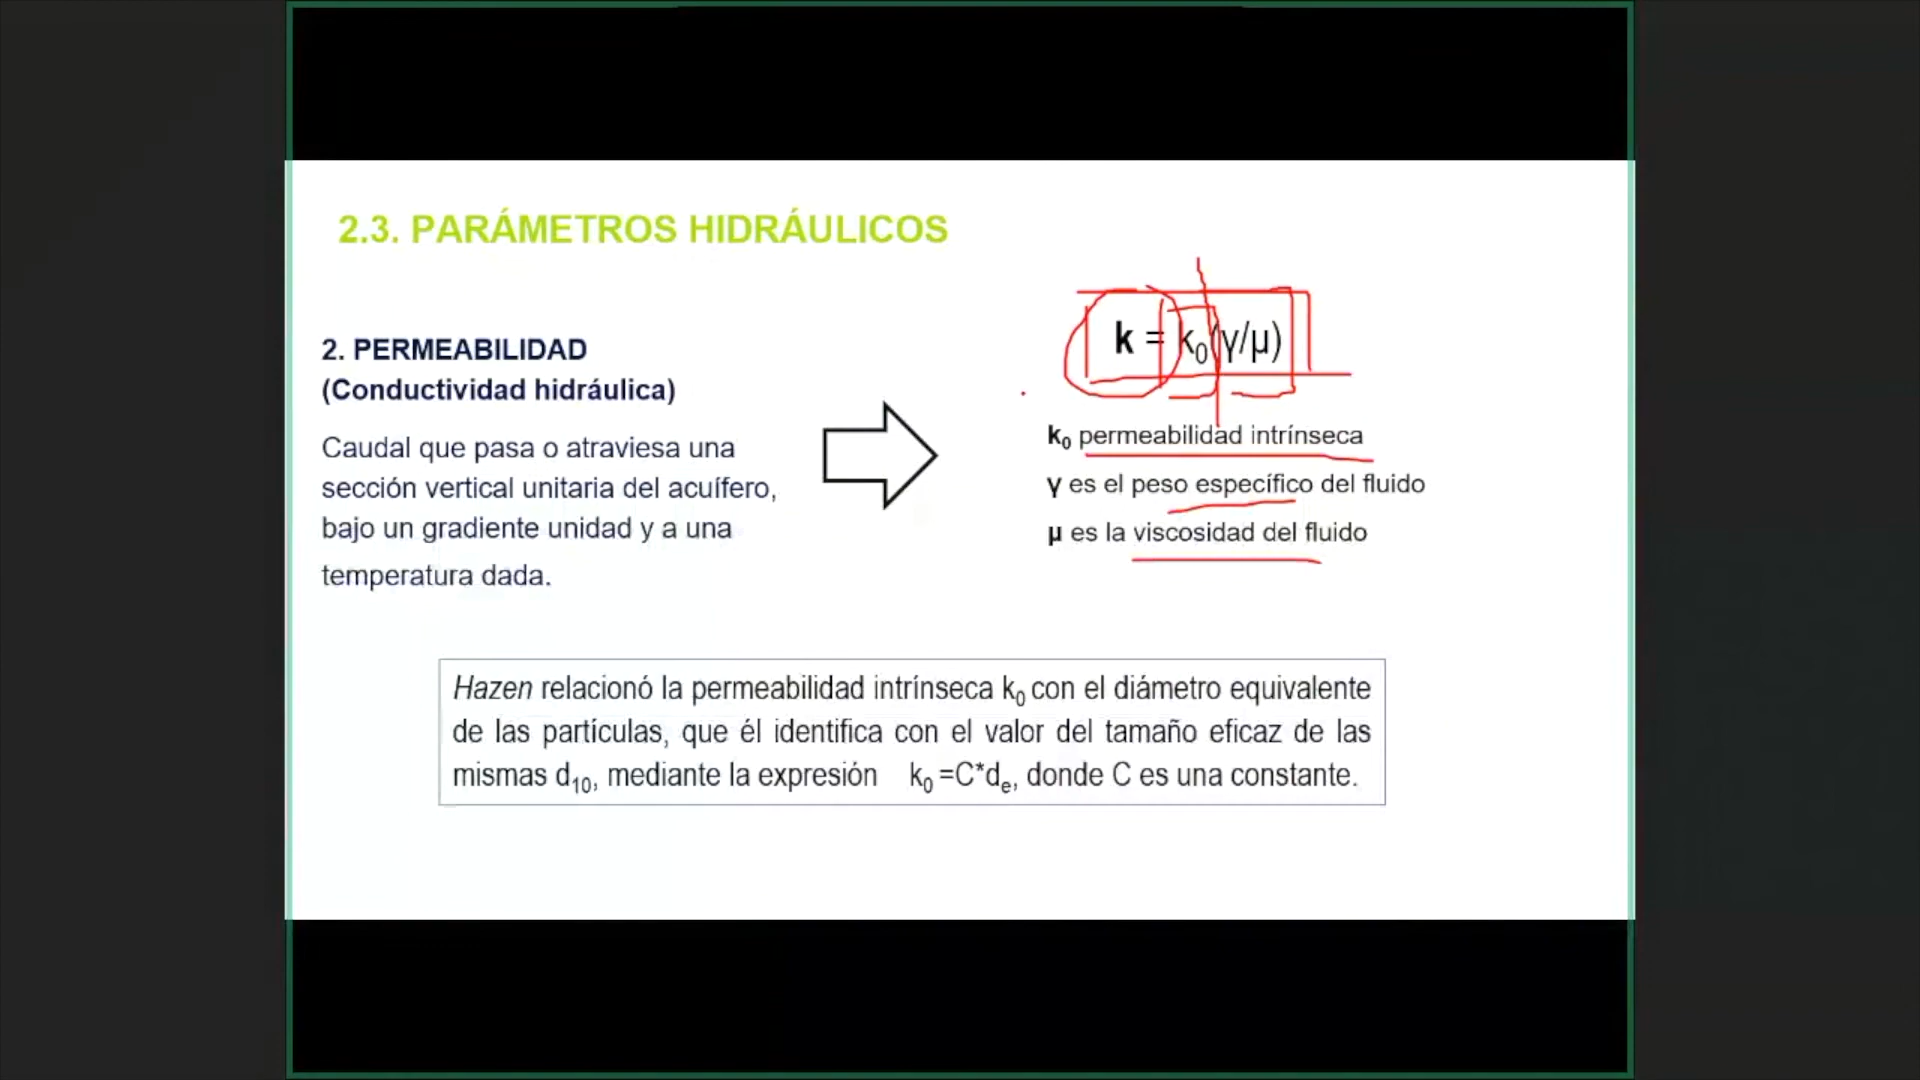 2.3. PARÁMETROS HIDRÁULICOS
2. PERMEABILIDAD
(Conductividad hidráulica)
Caudal que pasa o atraviesa una
sección vertical unitaria del acuífero,
bajo un gradiente unidad y a una
temperatura dada.
k = k₀(γ/μ)
k₀ permeabilidad intrínseca
γ es el peso específico del fluido
μ es la viscosidad del fluido
Hazen relacionó la permeabilidad intrínseca k₀ con el diámetro equivalente
de las partículas, que él identifica con el valor del tamaño eficaz de las
mismas d₁₀, mediante la expresión k₀ =C*dₑ, donde C es una constante.